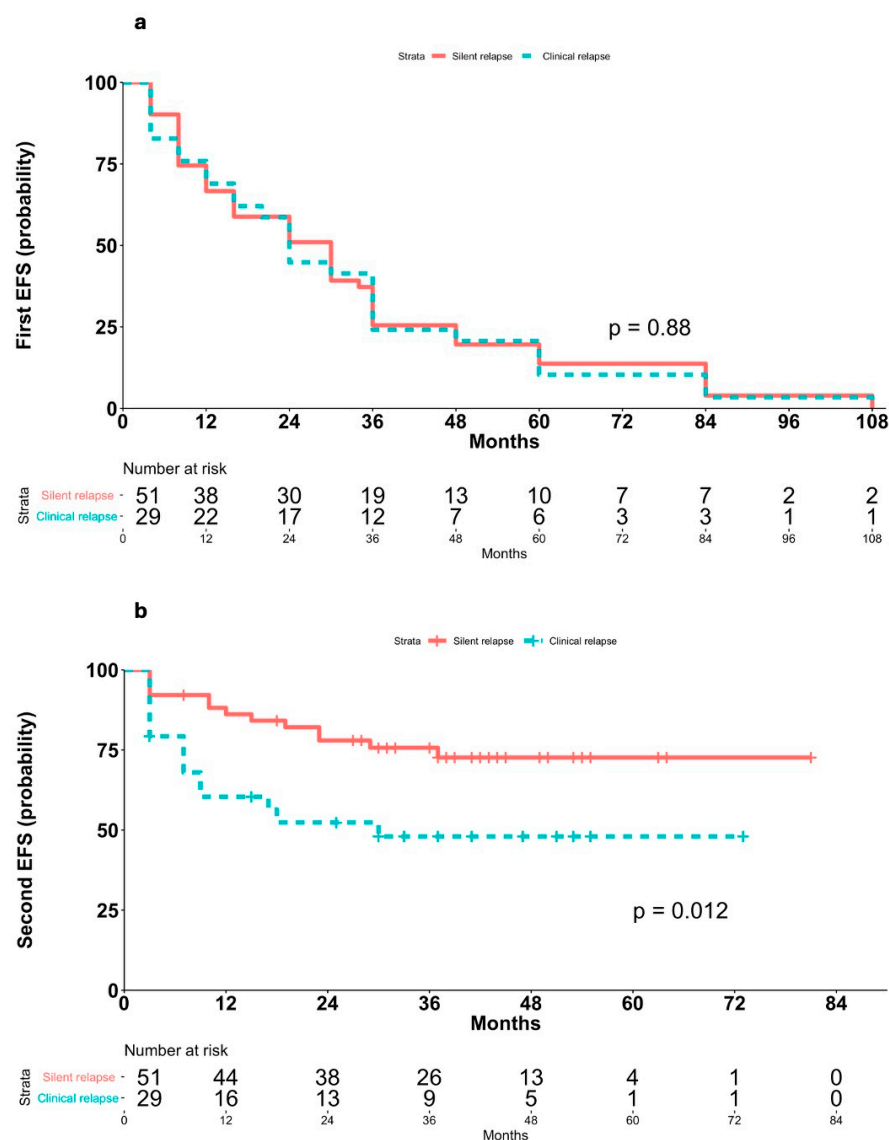 a
Strata Silent relapse Clinical relapse
100
75
50
25
0
First EFS (probability)
p = 0.88
0 12 24 36 48 60 72 84 96 108
Months
Number at risk
Strata
Silent relapse 51 38 30 19 13 10 7 7 2 2
Clinical relapse 29 22 17 12 7 6 3 3 1 1
0 12 24 36 48 60 72 84 96 108
Months
b
Strata Silent relapse Clinical relapse
100
75
50
25
0
Second EFS (probability)
p = 0.012
0 12 24 36 48 60 72 84
Months
Number at risk
Strata
Silent relapse 51 44 38 26 13 4 1 0
Clinical relapse 29 16 13 9 5 1 1 0
0 12 24 36 48 60 72 84
Months